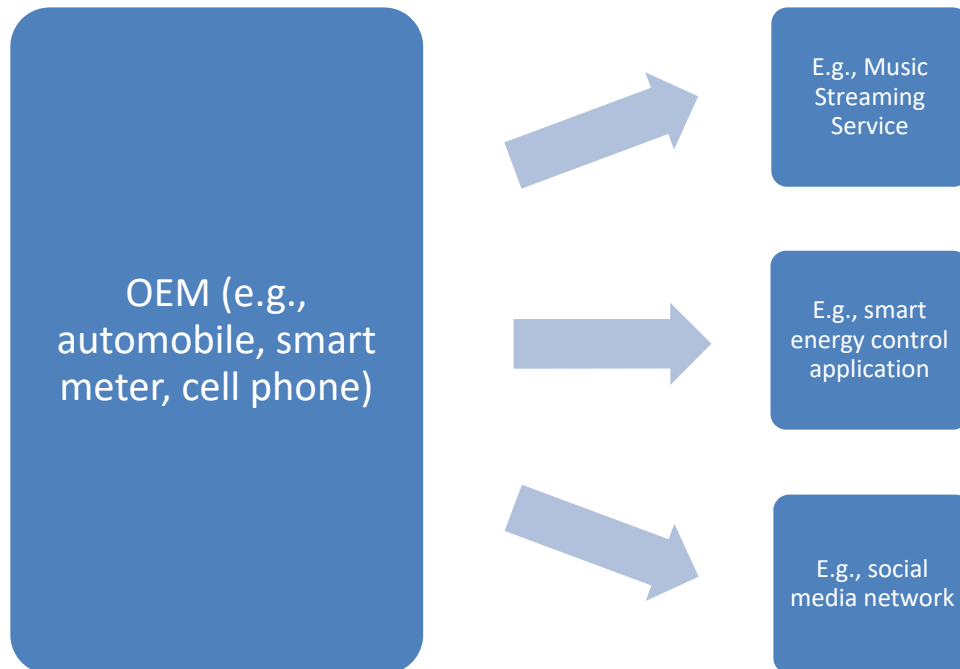 OEM (e.g.,
automobile, smart
meter, cell phone)
E.g., Music
Streaming
Service
E.g., smart
energy control
application
E.g., social
media network